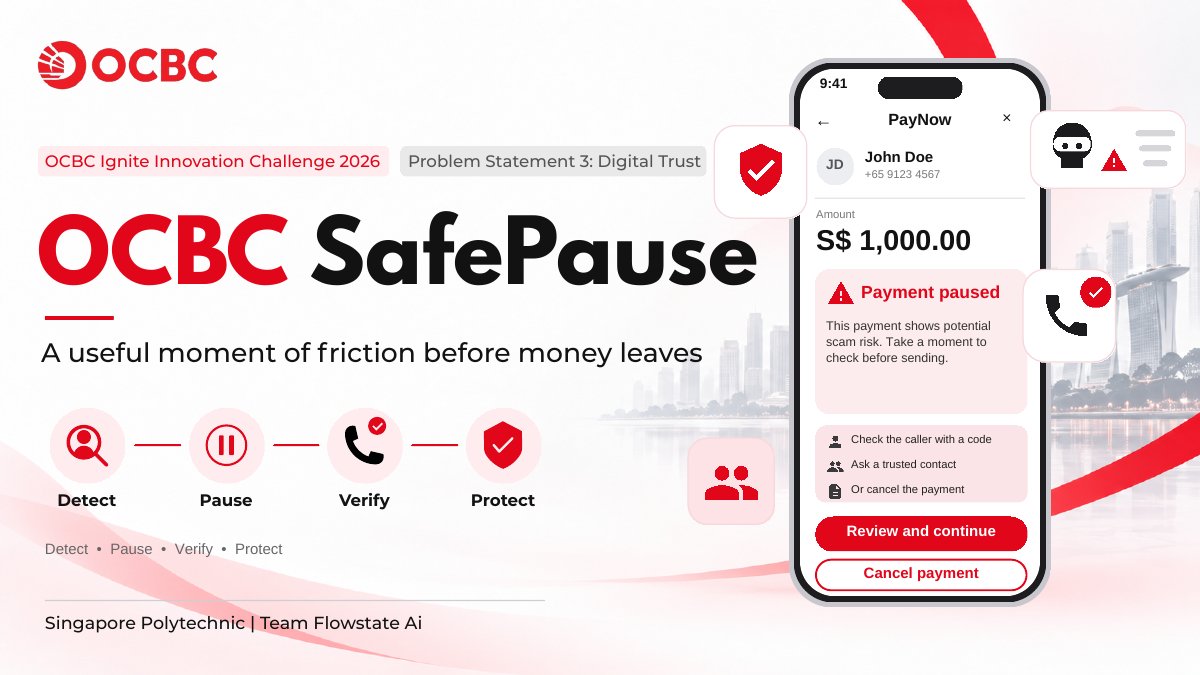 OCBC
OCBC Ignite Innovation Challenge 2026
Problem Statement 3: Digital Trust
OCBC SafePause
A useful moment of friction before money leaves
Detect
Pause
Verify
Protect
Detect • Pause • Verify • Protect
Singapore Polytechnic | Team Flowstate Ai
9:41
← PayNow ×
JD
John Doe
+65 9123 4567
Amount
S$ 1,000.00
Payment paused
This payment shows potential
scam risk. Take a moment to
check before sending.
Check the caller with a code
Ask a trusted contact
Or cancel the payment
Review and continue
Cancel payment